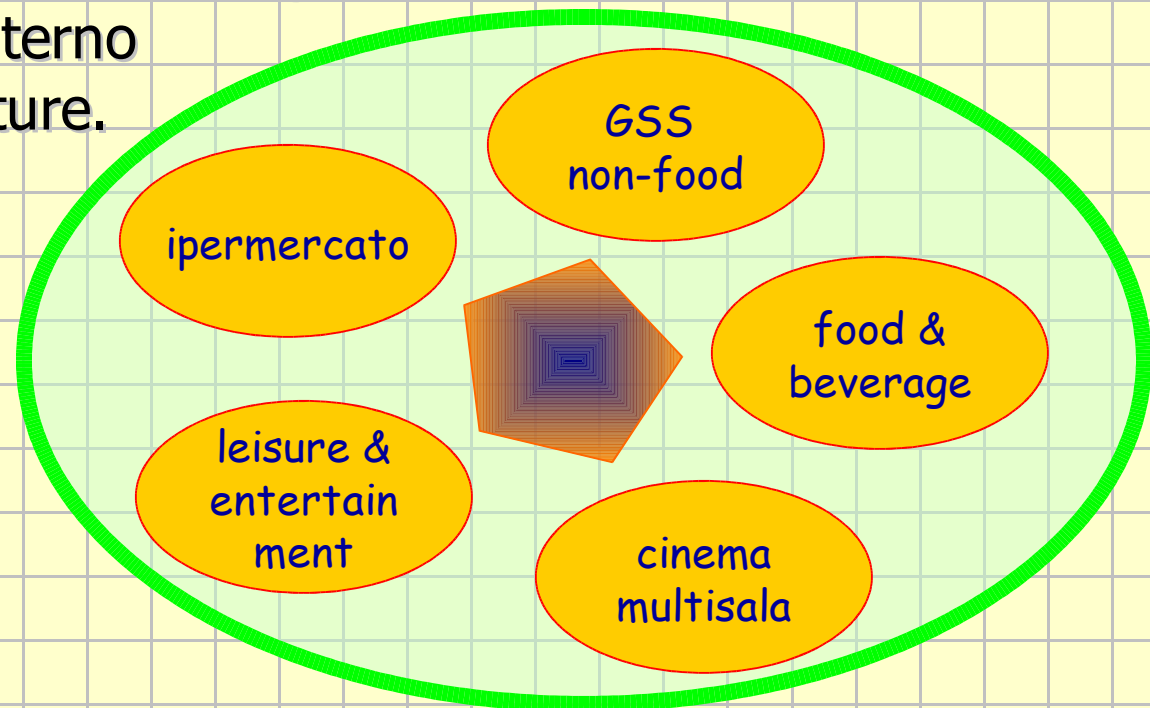 terno
ture.
GSS
non-food
ipermercato
food &
beverage
leisure &
entertain
ment
cinema
multisala